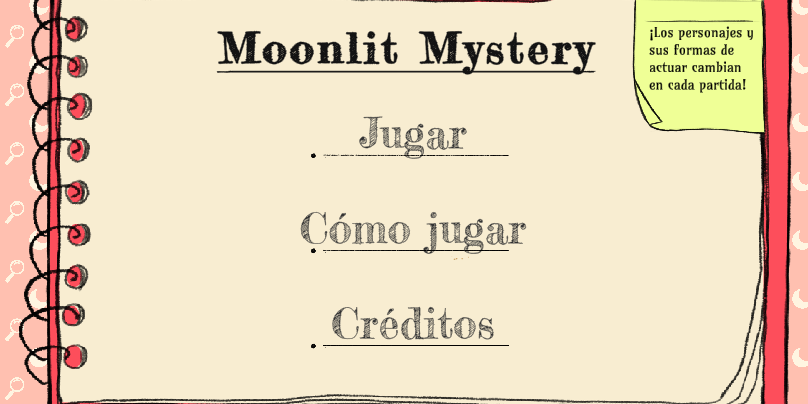 Moonlit Mystery
¡Los personajes y
sus formas de
actuar cambian
en cada partida!
Jugar
Cómo jugar
Créditos